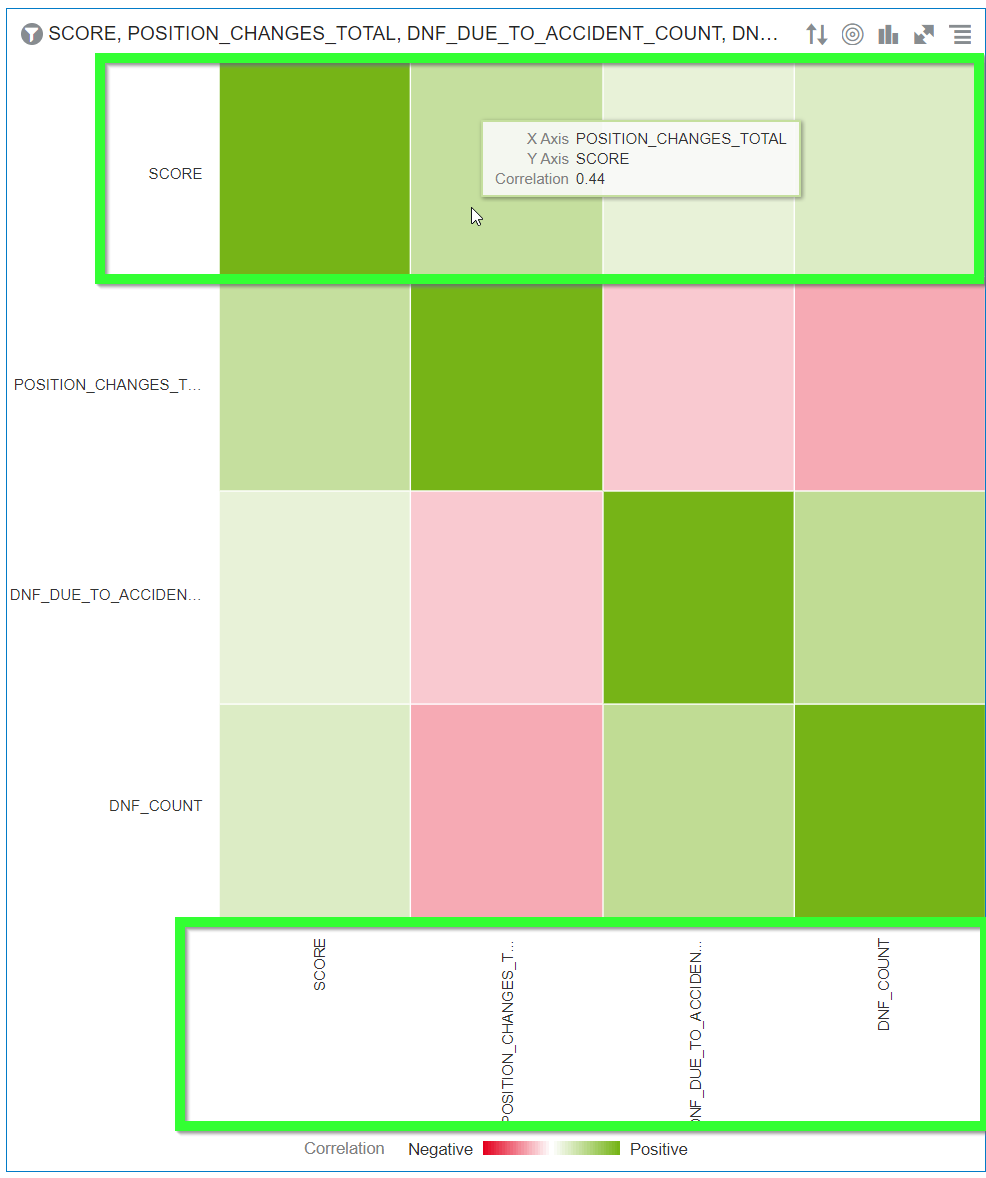 SCORE, POSITION_CHANGES_TOTAL, DNF_DUE_TO_ACCIDENT_COUNT, DN...
SCORE
X Axis POSITION_CHANGES_TOTAL
Y Axis SCORE
Correlation 0.44
POSITION_CHANGES_T...
DNF_DUE_TO_ACCIDEN...
DNF_COUNT
SCORE
POSITION_CHANGES_T...
DNF_DUE_TO_ACCIDEN...
DNF_COUNT
Correlation Negative Positive